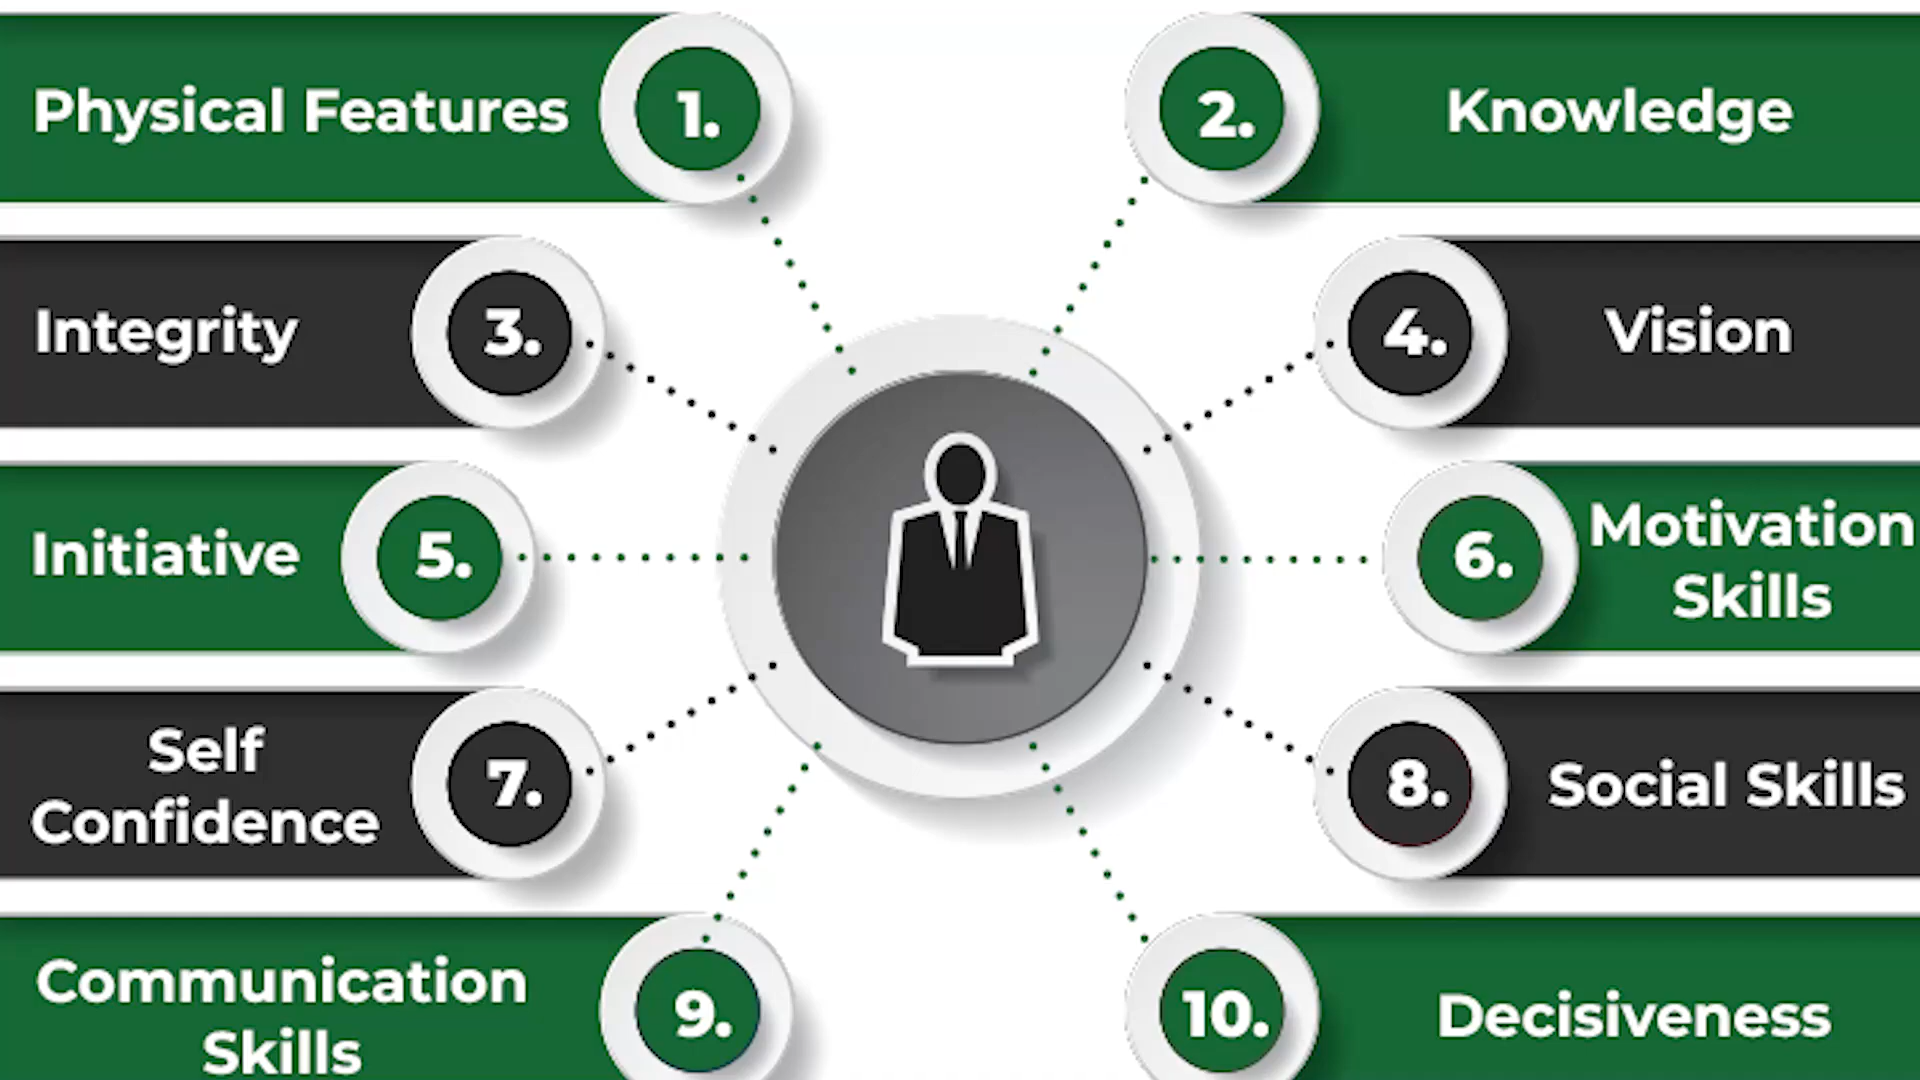 Physical Features
1.
2.
Knowledge
Integrity
3.
4.
Vision
Initiative
5.
6.
Motivation
Skills
Self
Confidence
7.
8.
Social Skills
Communication
Skills
9.
10.
Decisiveness